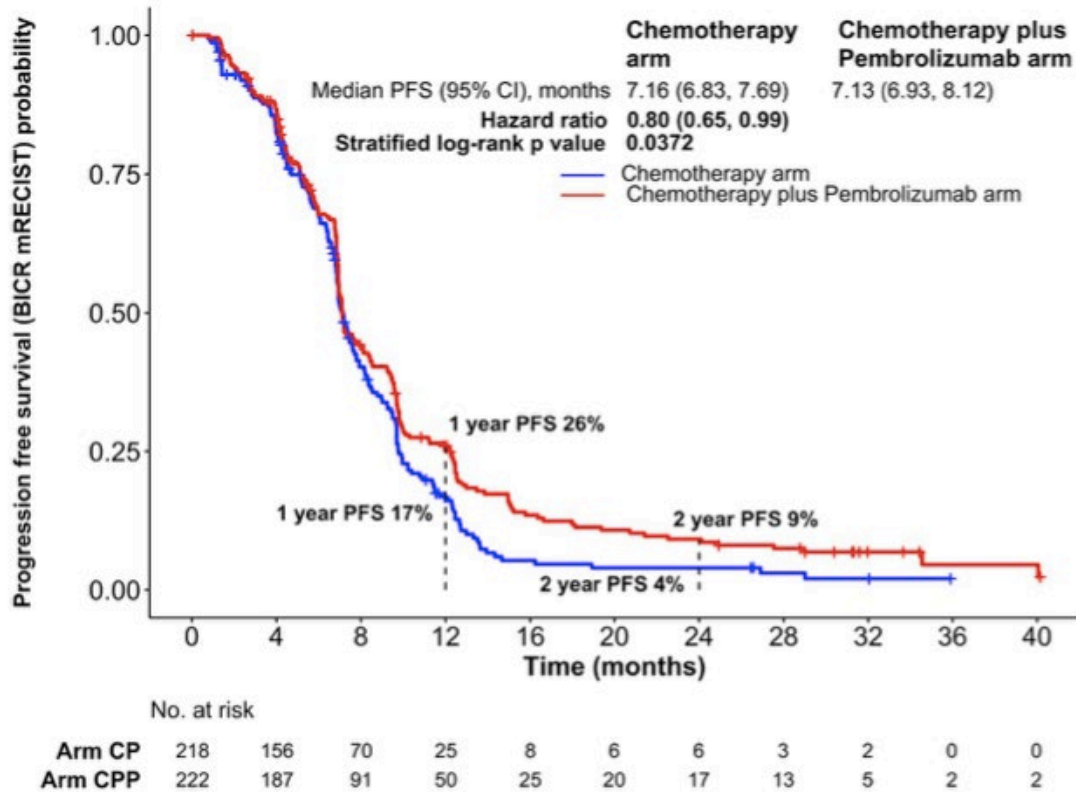 Chemotherapy arm
Chemotherapy plus Pembrolizumab arm
Median PFS (95% CI), months 7.16 (6.83, 7.69) 7.13 (6.93, 8.12)
Hazard ratio 0.80 (0.65, 0.99)
Stratified log-rank p value 0.0372
Chemotherapy arm
Chemotherapy plus Pembrolizumab arm
Progression free survival (BICR mRECIST) probability
1.00
0.75
0.50
0.25
0.00
1 year PFS 26%
1 year PFS 17%
2 year PFS 9%
2 year PFS 4%
0 4 8 12 16 20 24 28 32 36 40
Time (months)
No. at risk
Arm CP 218 156 70 25 8 6 6 3 2 0 0
Arm CPP 222 187 91 50 25 20 17 13 5 2 2